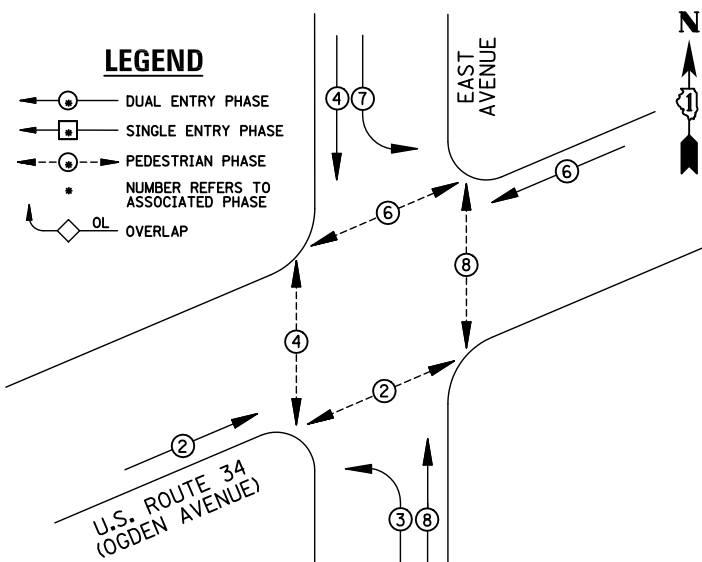 LEGEND
* DUAL ENTRY PHASE
* SINGLE ENTRY PHASE
* PEDESTRIAN PHASE
* NUMBER REFERS TO
ASSOCIATED PHASE
OL OVERLAP
4 7
EAST
AVENUE
N
1
6
6
8
4
2
2
U.S. ROUTE 34
(OGDEN AVENUE)
3 8